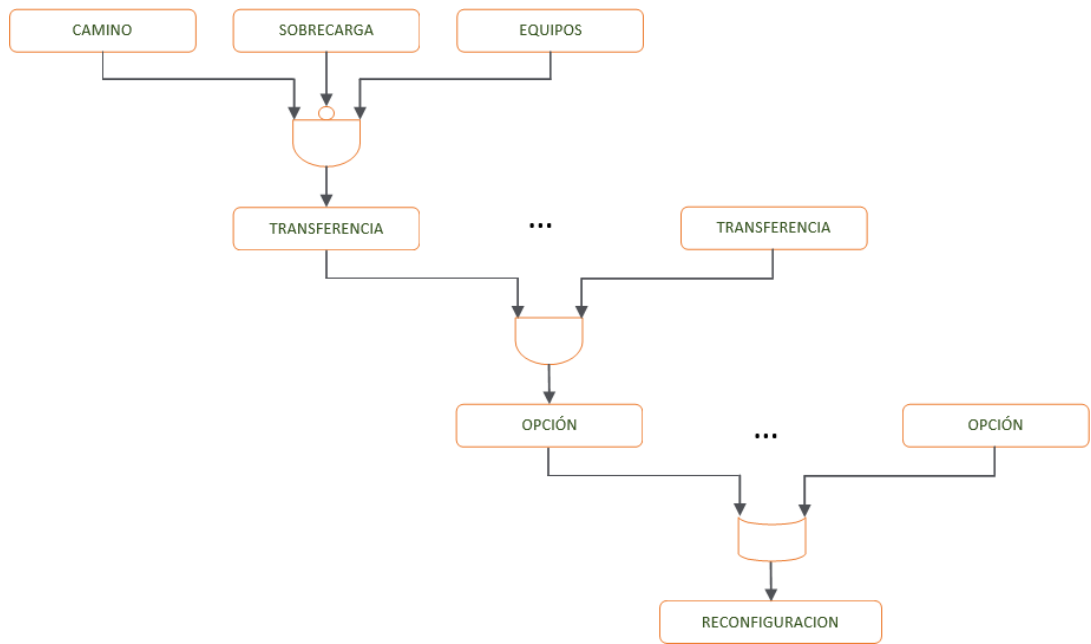 CAMINO
SOBRECARGA
EQUIPOS
TRANSFERENCIA
...
TRANSFERENCIA
OPCIÓN
...
OPCIÓN
RECONFIGURACION